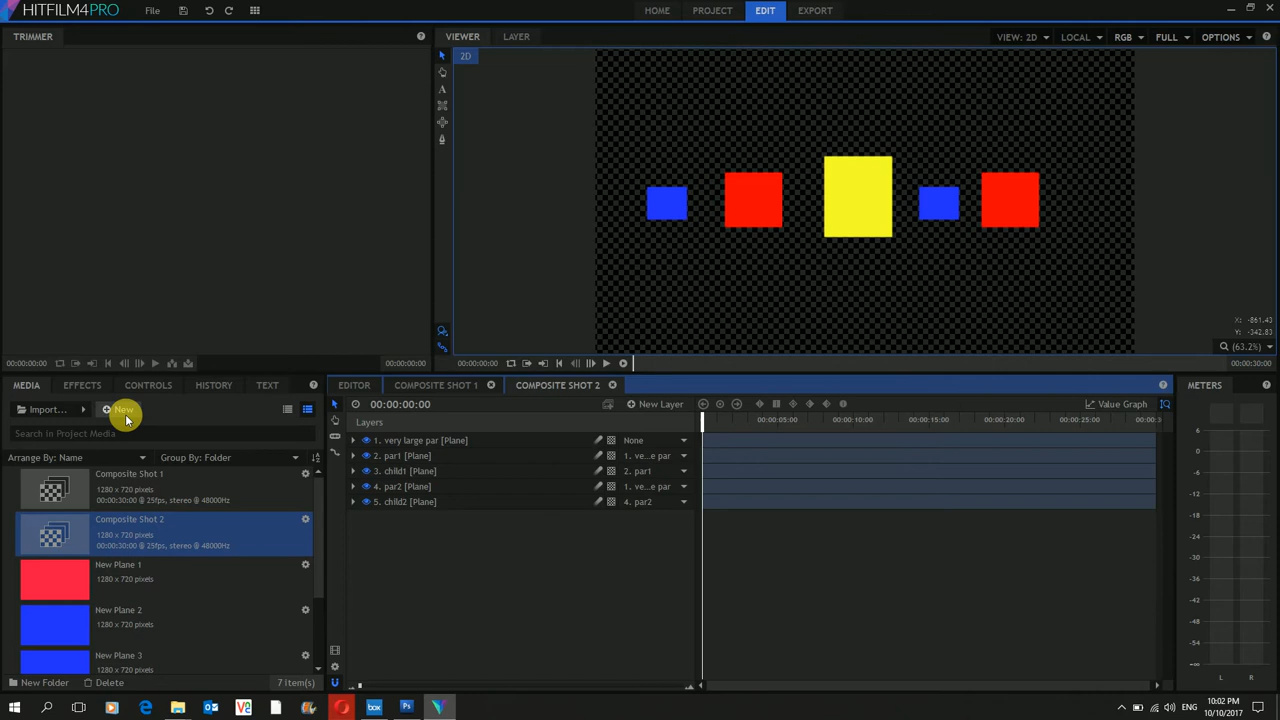 HITFILM4PRO File HOME PROJECT EDIT EXPORT
TRIMMER VIEWER LAYER VIEW: 2D LOCAL RGB FULL OPTIONS
2D
X: -861.43
Y: -342.83
(63.2%)
00:00:00:00 00:00:00:00 00:00:00:00 00:00:30:00
MEDIA EFFECTS CONTROLS HISTORY TEXT EDITOR COMPOSITE SHOT 1 COMPOSITE SHOT 2 METERS
Import... New 00:00:00:00 New Layer Value Graph
Layers 00:00:05:00 00:00:10:00 00:00:15:00 00:00:20:00 00:00:25:00 00:00:3
Search in Project Media
Arrange By: Name Group By: Folder
1. very large par [Plane] None
2. par1 [Plane] 1. ve...e par
3. child1 [Plane] 2. par1
4. par2 [Plane] 1. ve...e par
5. child2 [Plane] 4. par2
Composite Shot 1
1280 x 720 pixels
00:00:30:00 @ 25fps, stereo @ 48000Hz
Composite Shot 2
1280 x 720 pixels
00:00:30:00 @ 25fps, stereo @ 48000Hz
New Plane 1
1280 x 720 pixels
New Plane 2
1280 x 720 pixels
New Plane 3
1280 x 720 pixels
New Folder Delete 7 item(s)
6
0
-6
-12
-18
-24
-30
-36
-42
-48
-54
-∞
L R
box Ps ENG 10:02 PM
10/10/2017